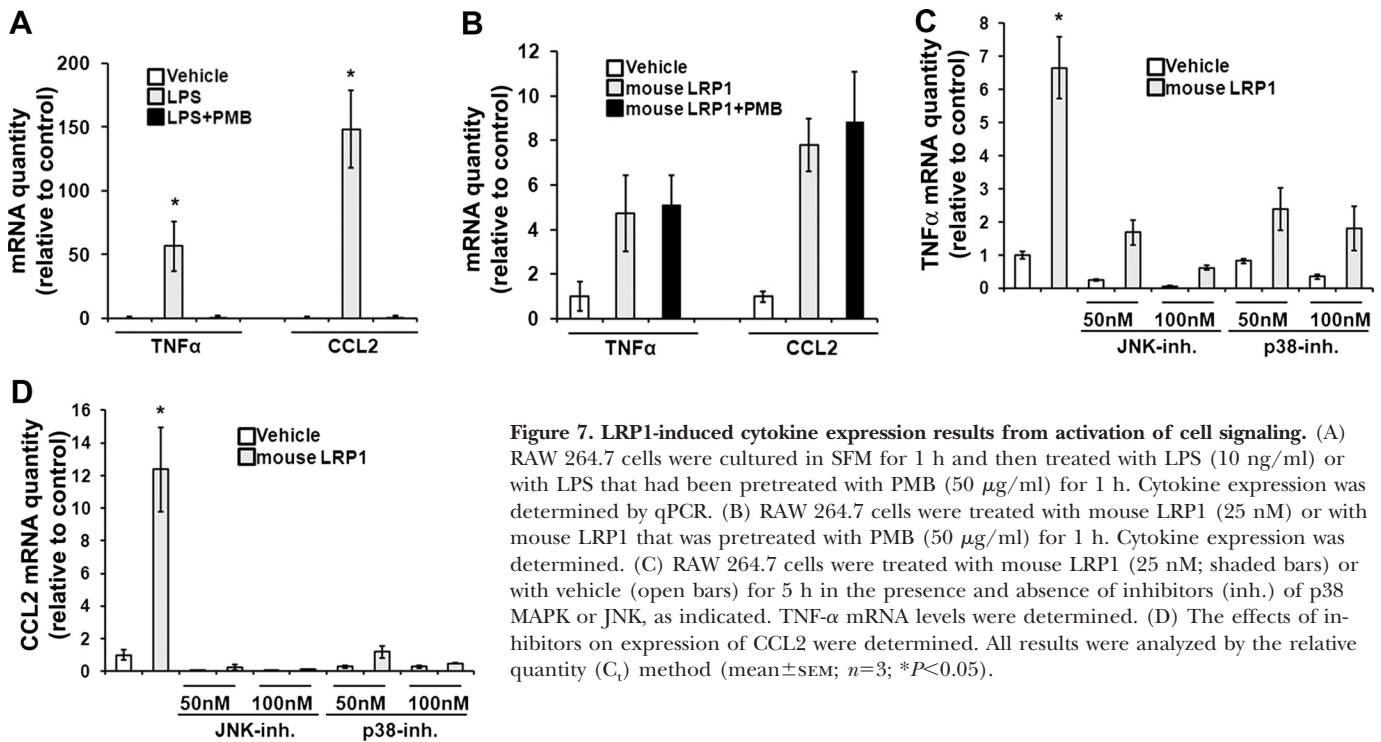 A
mRNA quantity
(relative to control)
200
150
100
50
0
Vehicle
LPS
LPS+PMB
*
*
TNFα
CCL2
B
mRNA quantity
(relative to control)
12
10
8
6
4
2
0
Vehicle
mouse LRP1
mouse LRP1+PMB
TNFα
CCL2
C
TNFα mRNA quantity
(relative to control)
8
7
6
5
4
3
2
1
0
*
Vehicle
mouse LRP1
50nM 100nM 50nM 100nM
JNK-inh. p38-inh.
D
CCL2 mRNA quantity
(relative to control)
16
14
12
10
8
6
4
2
0
*
Vehicle
mouse LRP1
50nM 100nM 50nM 100nM
JNK-inh. p38-inh.
Figure 7. LRP1-induced cytokine expression results from activation of cell signaling. (A)
RAW 264.7 cells were cultured in SFM for 1 h and then treated with LPS (10 ng/ml) or
with LPS that had been pretreated with PMB (50 μg/ml) for 1 h. Cytokine expression was
determined by qPCR. (B) RAW 264.7 cells were treated with mouse LRP1 (25 nM) or with
mouse LRP1 that was pretreated with PMB (50 μg/ml) for 1 h. Cytokine expression was
determined. (C) RAW 264.7 cells were treated with mouse LRP1 (25 nM; shaded bars) or
with vehicle (open bars) for 5 h in the presence and absence of inhibitors (inh.) of p38
MAPK or JNK, as indicated. TNF-α mRNA levels were determined. (D) The effects of in-
hibitors on expression of CCL2 were determined. All results were analyzed by the relative
quantity (Ct) method (mean±SEM; n=3; *P<0.05).